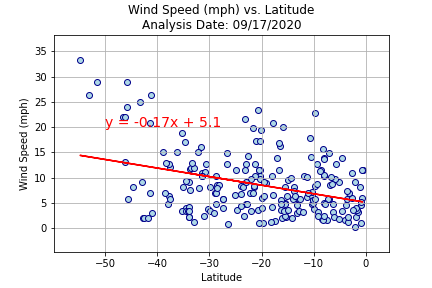 Wind Speed (mph) vs. Latitude
Analysis Date: 09/17/2020
35
30
25
20
15
10
5
0
Wind Speed (mph)
y = -0.17x + 5.1
−50
−40
−30
−20
−10
0
Latitude